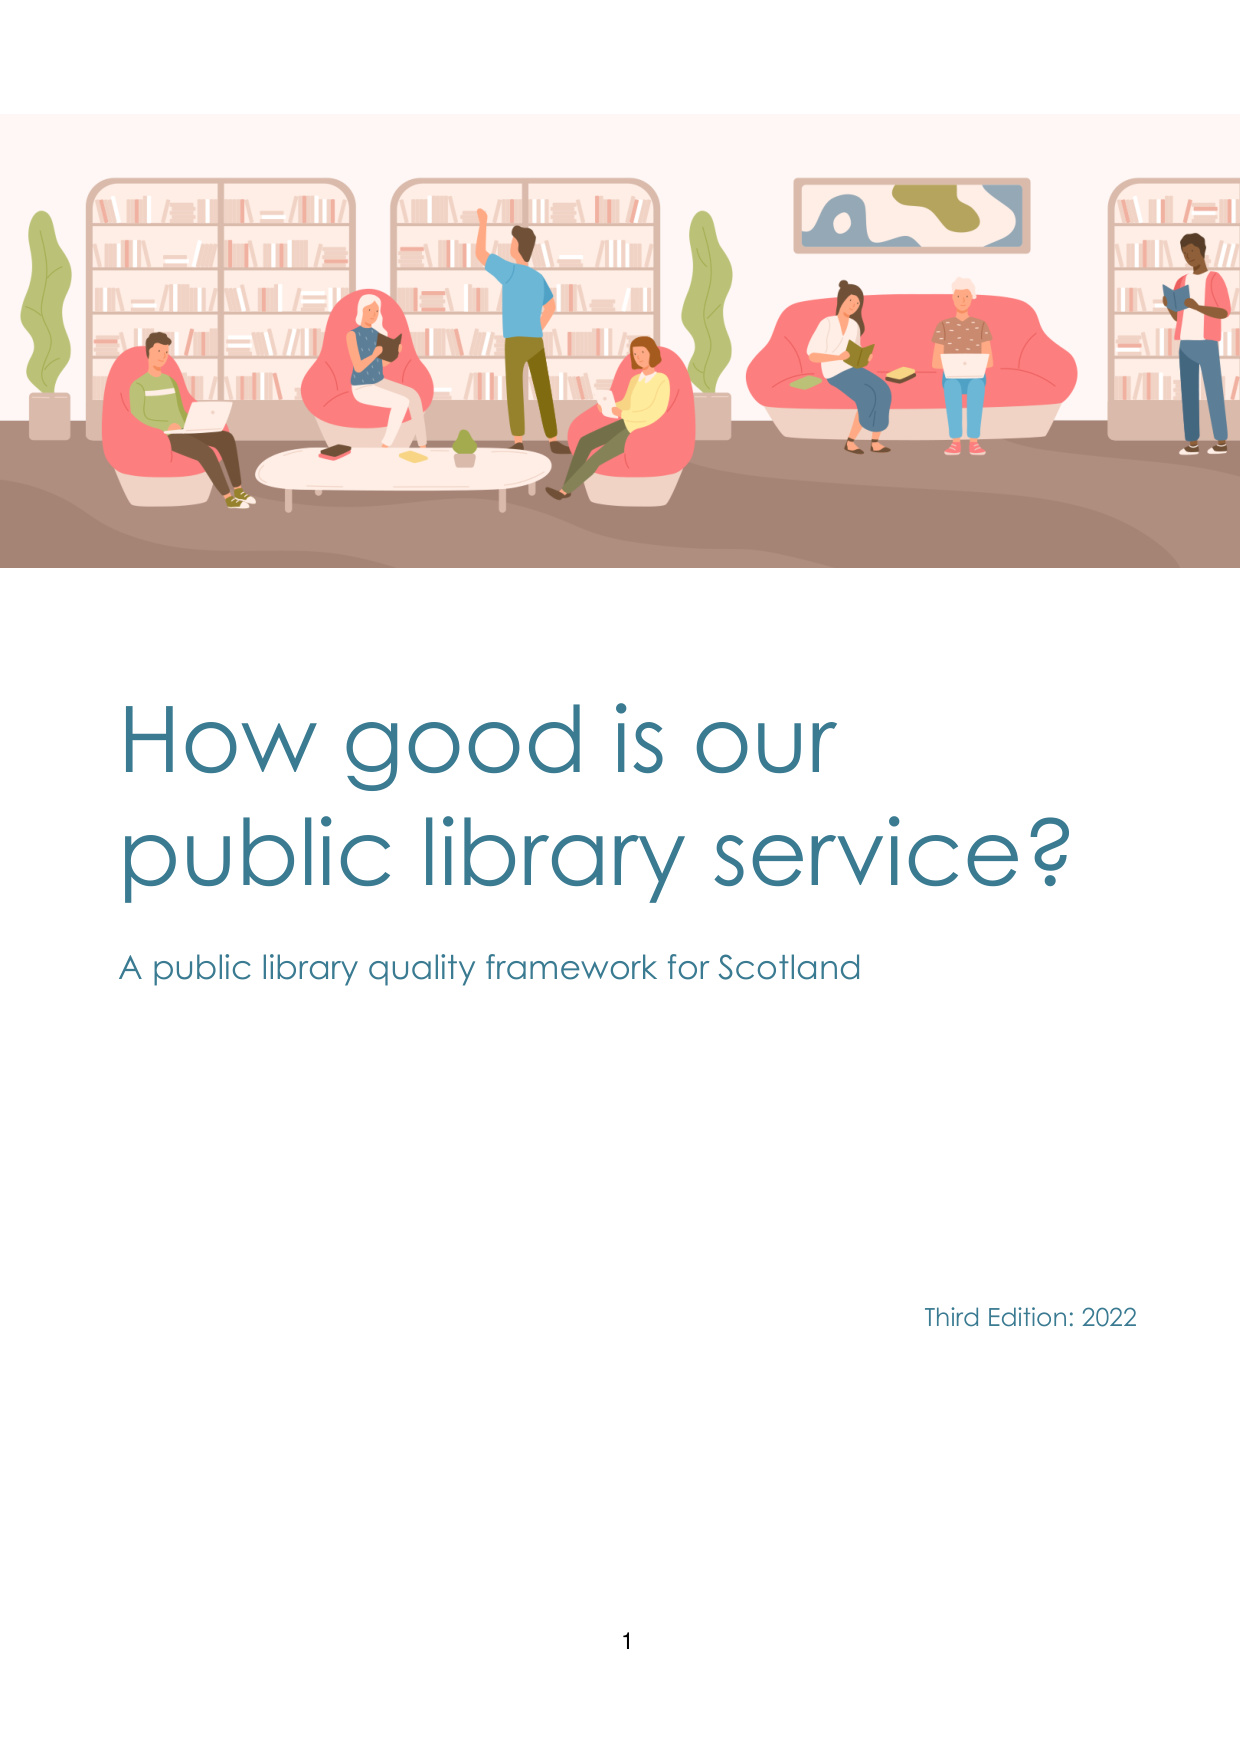 How good is our
public library service?
A public library quality framework for Scotland
Third Edition: 2022
1